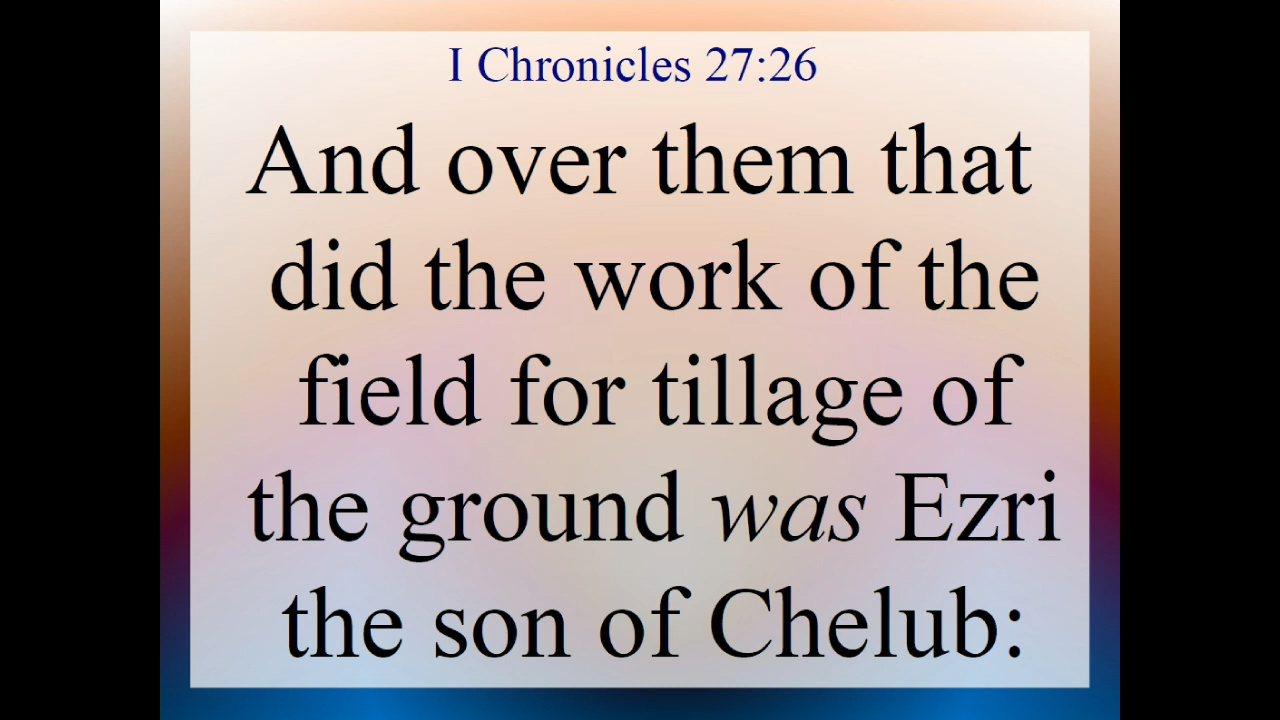 I Chronicles 27:26
And over them that
did the work of the
field for tillage of
the ground was Ezri
the son of Chelub: